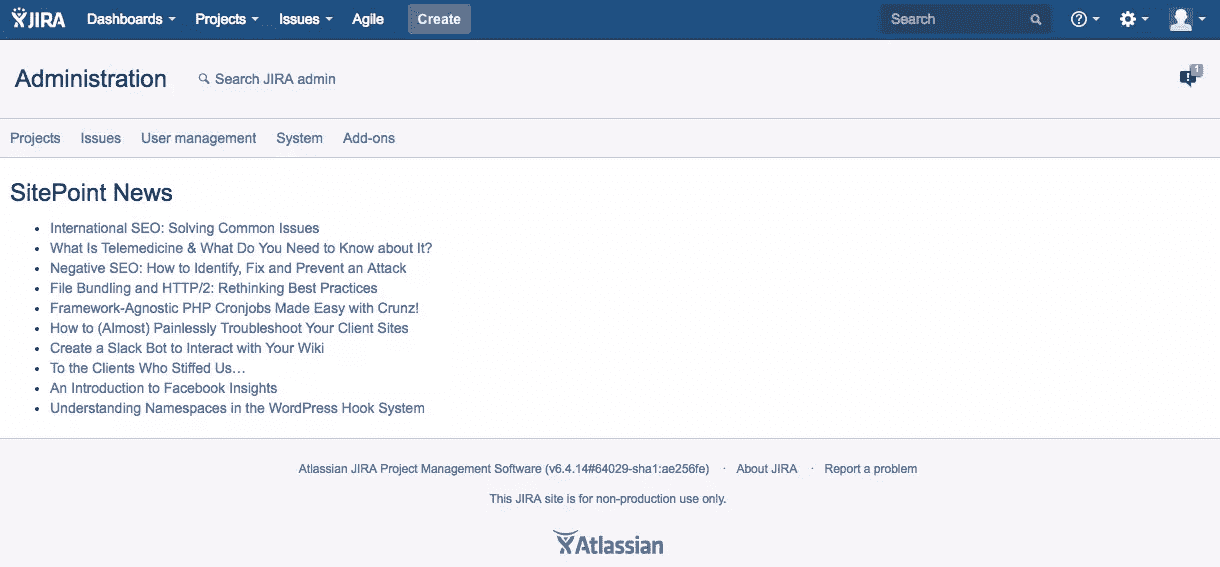 JIRA Dashboards Projects Issues Agile Create Search
Administration Search JIRA admin 1
Projects Issues User management System Add-ons
SitePoint News
International SEO: Solving Common Issues
What Is Telemedicine & What Do You Need to Know about It?
Negative SEO: How to Identify, Fix and Prevent an Attack
File Bundling and HTTP/2: Rethinking Best Practices
Framework-Agnostic PHP Cronjobs Made Easy with Crunz!
How to (Almost) Painlessly Troubleshoot Your Client Sites
Create a Slack Bot to Interact with Your Wiki
To the Clients Who Stiffed Us…
An Introduction to Facebook Insights
Understanding Namespaces in the WordPress Hook System
Atlassian JIRA Project Management Software (v6.4.14#64029-sha1:ae256fe) · About JIRA · Report a problem
This JIRA site is for non-production use only.
Atlassian